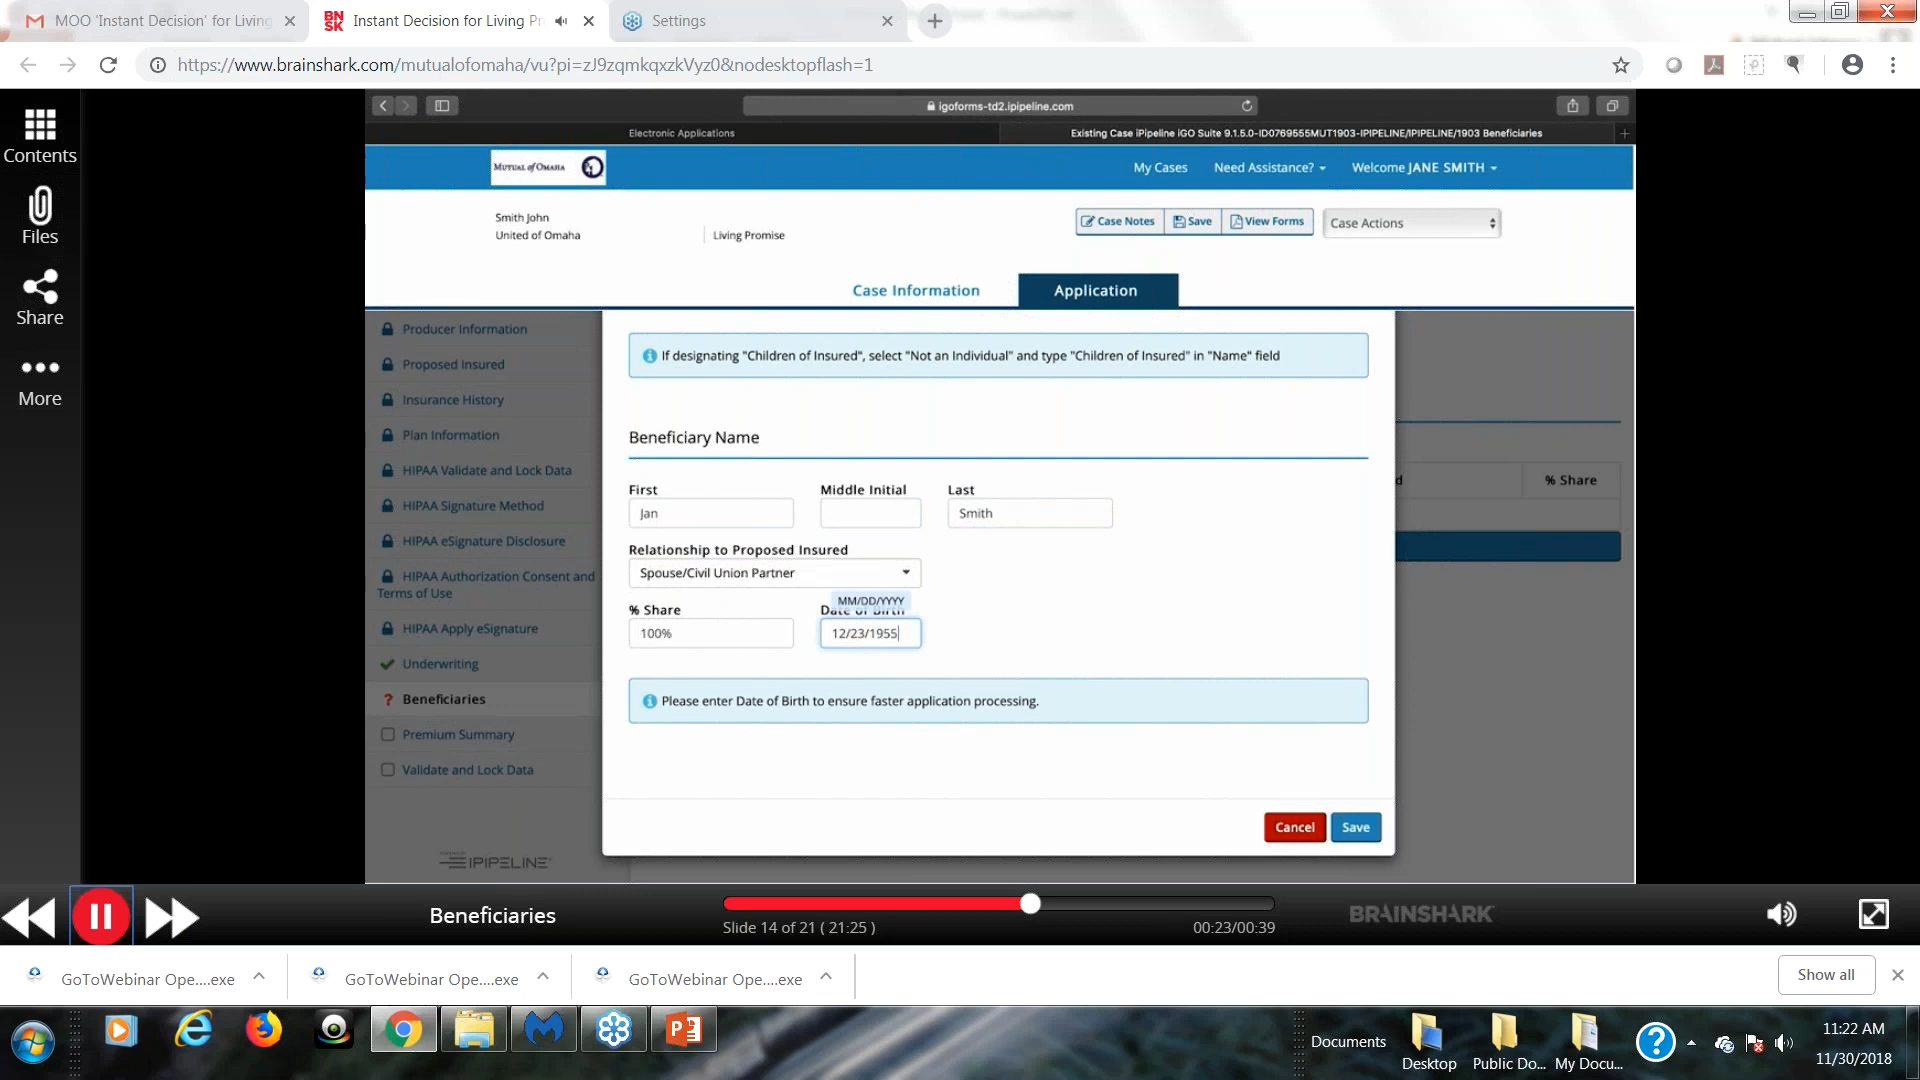 MOO 'Instant Decision' for Living
BN SK
Instant Decision for Living Pr
Settings
https://www.brainshark.com/mutualofomaha/vu?pi=zJ9zqmkqxzkVyz0&nodesktopflash=1
Contents
Files
Share
More
igoforms-td2.ipipeline.com
Electronic Applications
Existing Case iPipeline iGO Suite 9.1.5.0-ID0769555MUT1903-IPIPELINE/IPIPELINE/1903 Beneficiaries
MUTUAL of OMAHA
My Cases
Need Assistance?
Welcome JANE SMITH
Smith John
United of Omaha
Living Promise
Case Notes
Save
View Forms
Case Actions
Case Information
Application
Producer Information
Proposed Insured
Insurance History
Plan Information
HIPAA Validate and Lock Data
HIPAA Signature Method
HIPAA eSignature Disclosure
HIPAA Authorization Consent and
Terms of Use
HIPAA Apply eSignature
Underwriting
? Beneficiaries
Premium Summary
Validate and Lock Data
IPIPELINE
If designating "Children of Insured", select "Not an Individual" and type "Children of Insured" in "Name" field
Beneficiary Name
First
Middle Initial
Last
Jan
Smith
Relationship to Proposed Insured
Spouse/Civil Union Partner
MM/DD/YYYY
% Share
Date of Birth
100%
12/23/1955
Please enter Date of Birth to ensure faster application processing.
Cancel
Save
d
% Share
Beneficiaries
Slide 14 of 21 ( 21:25 )
00:23/00:39
BRAINSHARK
GoToWebinar Ope....exe
GoToWebinar Ope....exe
GoToWebinar Ope....exe
Show all
Documents
Desktop
Public Do...
My Docu...
11:22 AM
11/30/2018